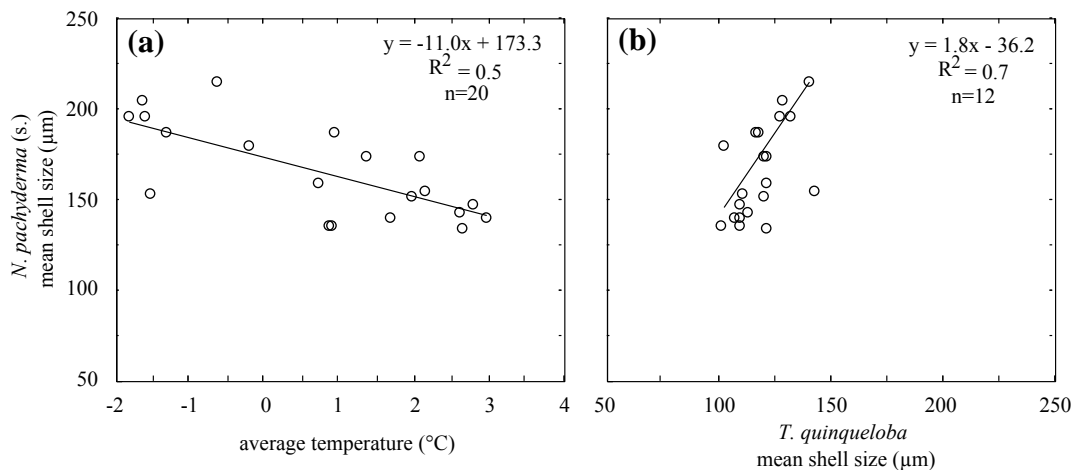 250
200
150
100
50
N. pachyderma (s.)
mean shell size (μm)
(a)
y = -11.0x + 173.3
R2 = 0.5
n=20
-2 -1 0 1 2 3 4
average temperature (°C)
(b)
y = 1.8x - 36.2
R2 = 0.7
n=12
50 100 150 200 250
T. quinqueloba
mean shell size (μm)